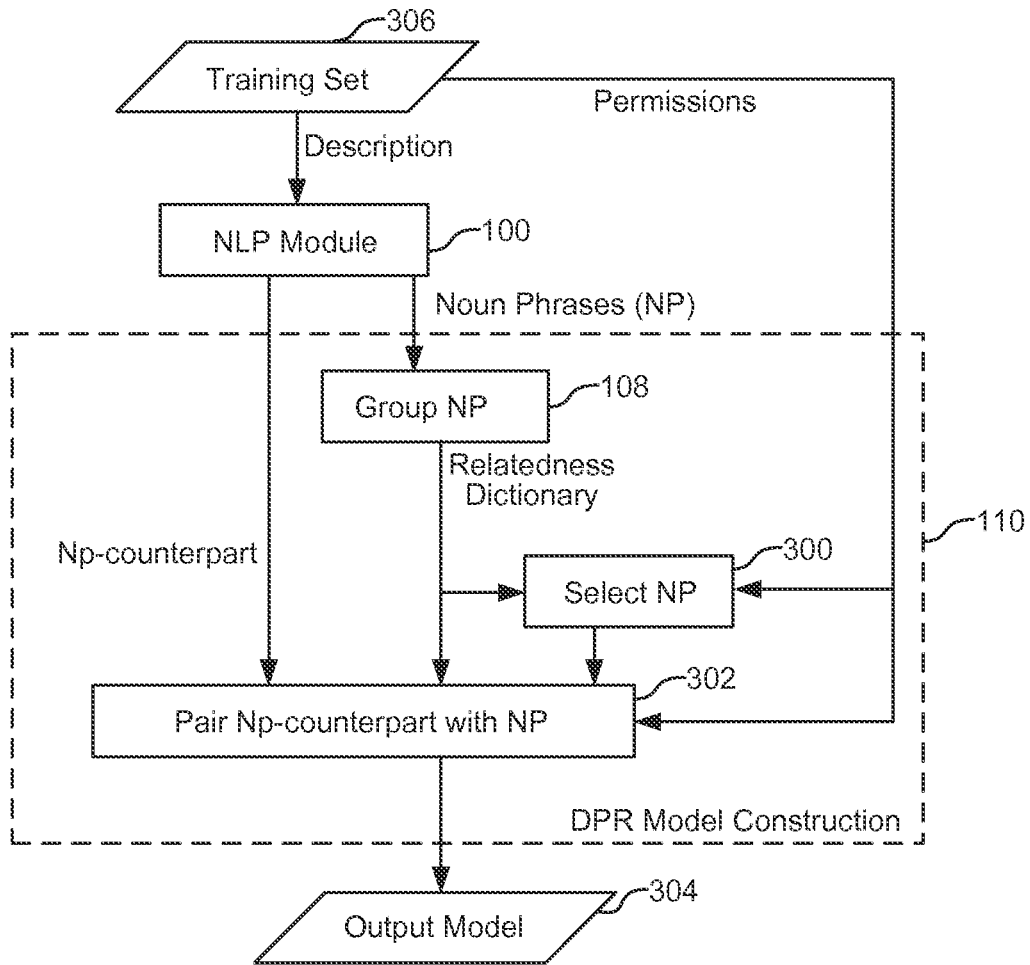 306
Training Set
Permissions
Description
NLP Module
100
Noun Phrases (NP)
Group NP
108
Relatedness
Dictionary
110
Np-counterpart
300
Select NP
302
Pair Np-counterpart with NP
DPR Model Construction
304
Output Model